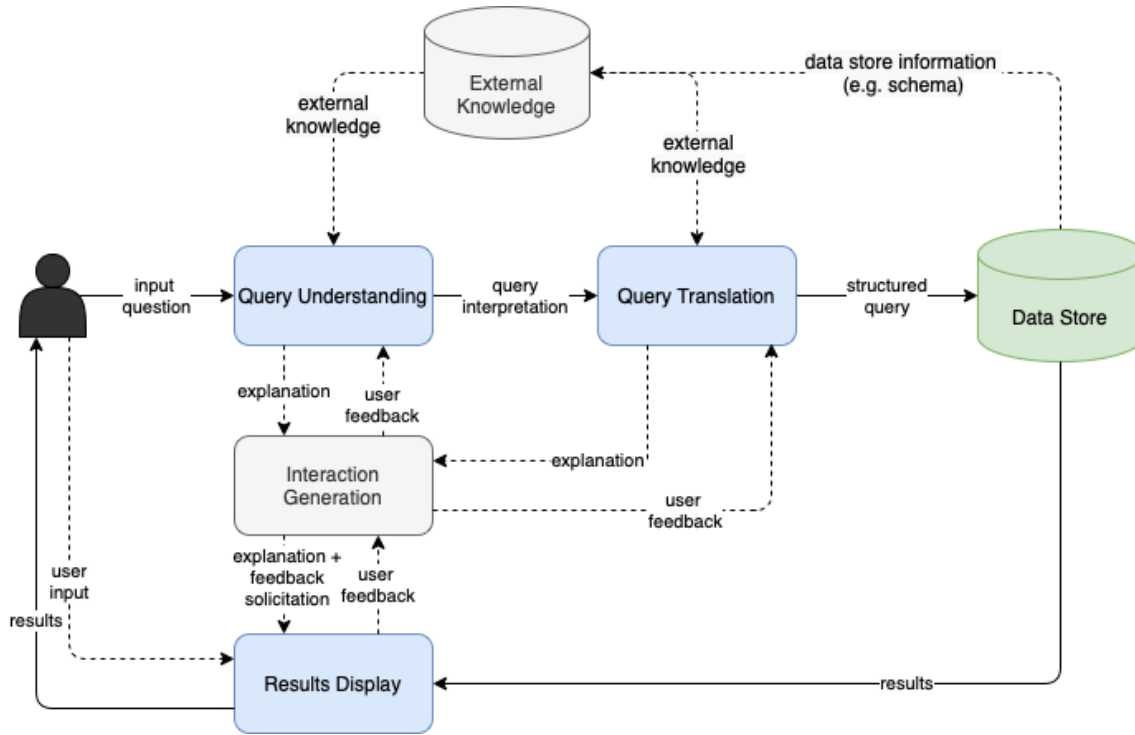 External
Knowledge
data store information
(e.g. schema)
external
knowledge
external
knowledge
input
question
Query Understanding
query
interpretation
Query Translation
structured
query
Data Store
explanation
user
feedback
Interaction
Generation
explanation
user
feedback
explanation +
feedback
solicitation
user
feedback
user
input
results
Results Display
results